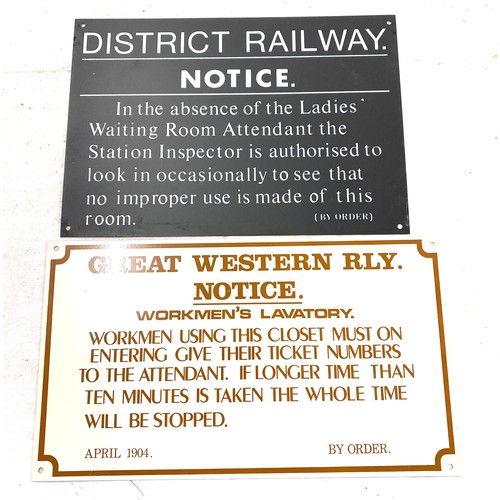 DISTRICT RAILWAY.
NOTICE.
In the absence of the Ladies'
Waiting Room Attendant the
Station Inspector is authorised to
look in occasionally to see that
no improper use is made of this
room.
(BY ORDER)
GREAT WESTERN RLY.
NOTICE.
WORKMEN'S LAVATORY.
WORKMEN USING THIS CLOSET MUST ON
ENTERING GIVE THEIR TICKET NUMBERS
TO THE ATTENDANT. IF LONGER TIME THAN
TEN MINUTES IS TAKEN THE WHOLE TIME
WILL BE STOPPED.
APRIL 1904. BY ORDER.